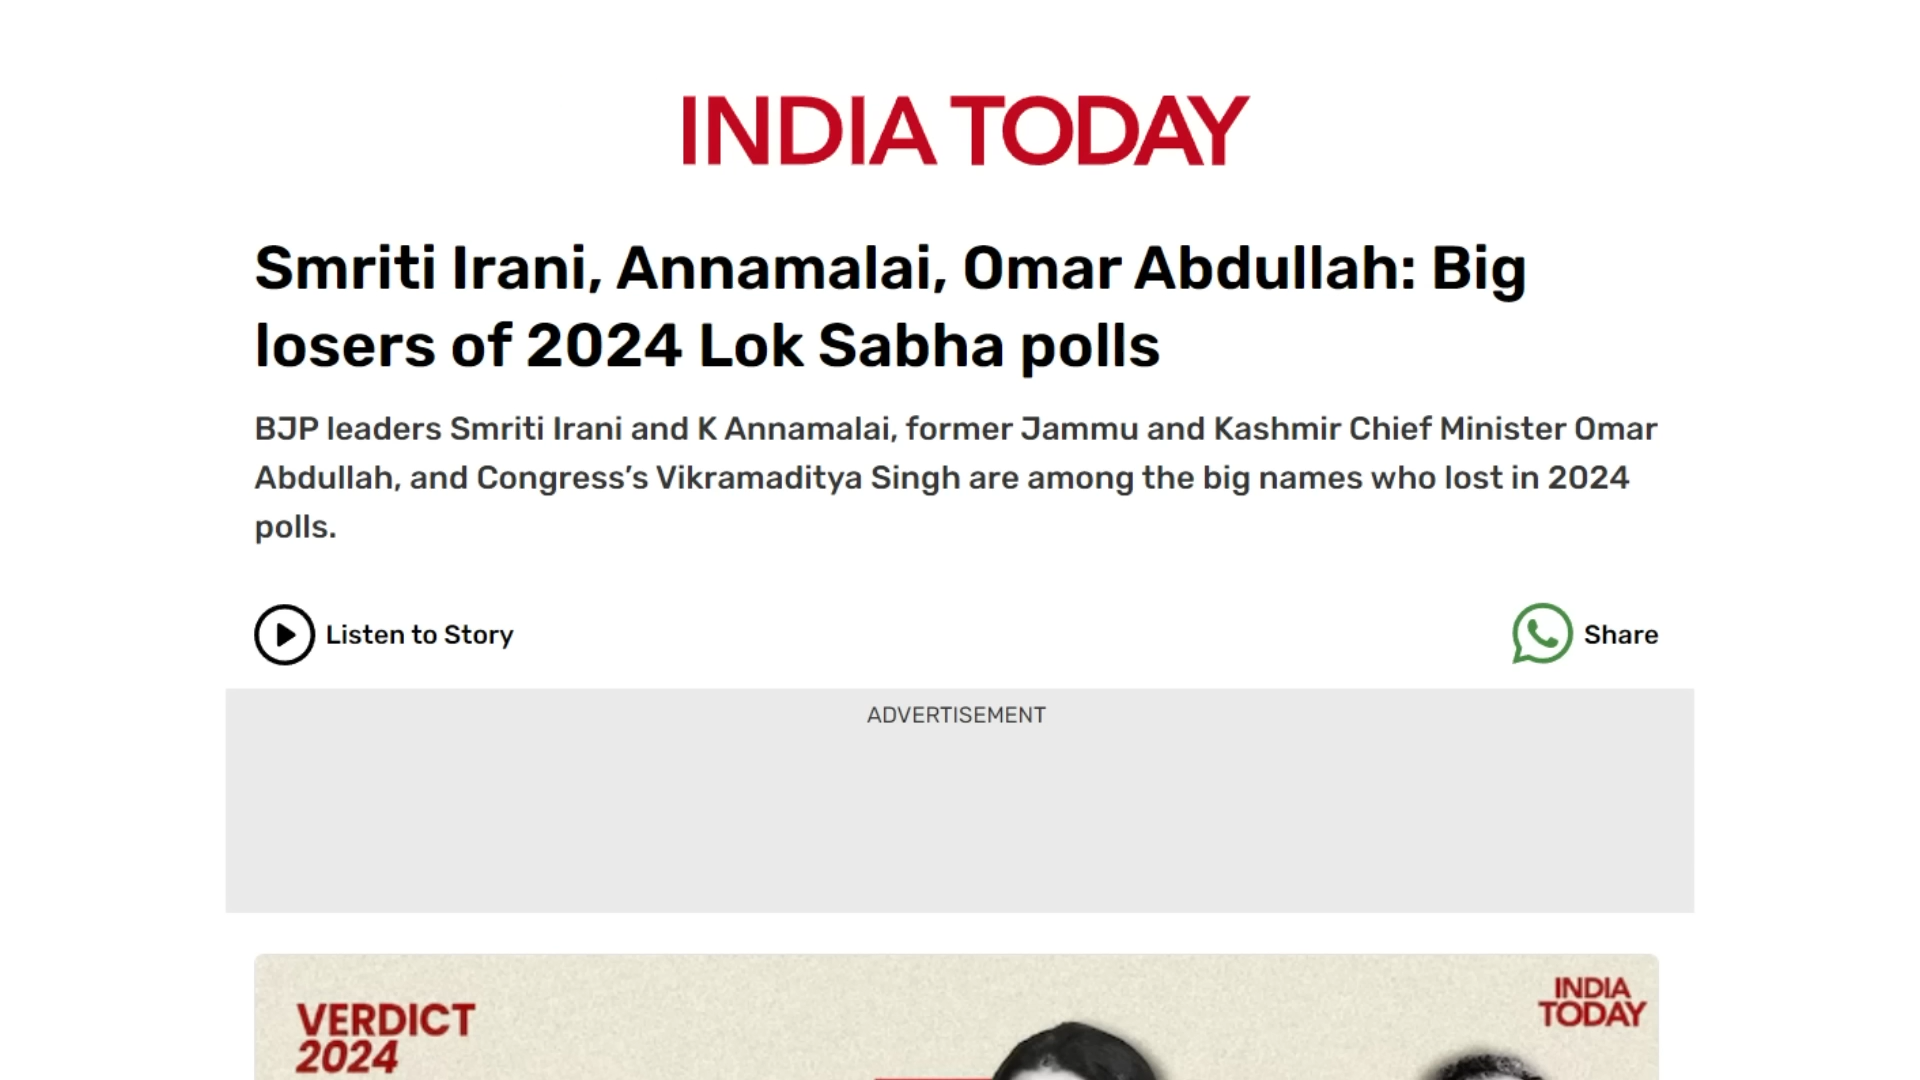 INDIA TODAY
Smriti Irani, Annamalai, Omar Abdullah: Big
losers of 2024 Lok Sabha polls
BJP leaders Smriti Irani and K Annamalai, former Jammu and Kashmir Chief Minister Omar
Abdullah, and Congress’s Vikramaditya Singh are among the big names who lost in 2024
polls.
Listen to Story
Share
ADVERTISEMENT
VERDICT
2024
INDIA
TODAY